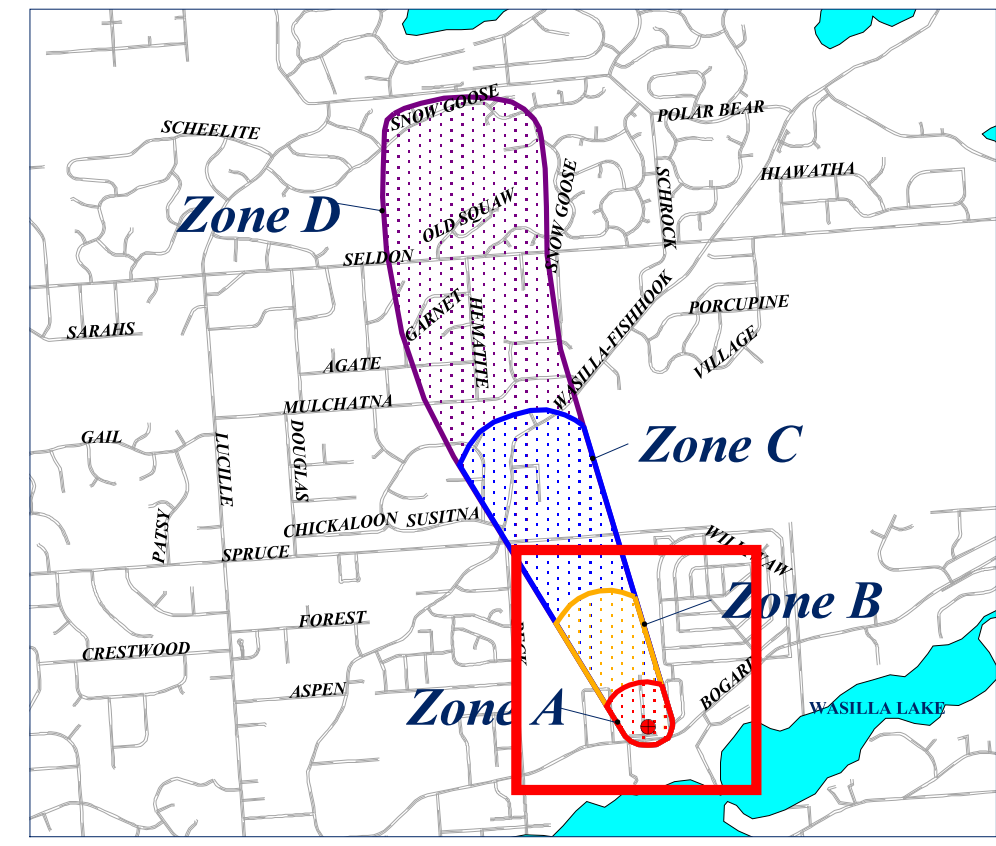 SNOW GOOSE
POLAR BEAR
SCHEELITE
HIAWATHA
SCHROCK
SNOW GOOSE
Zone D
OLD SQUAW
SELDON
GARNET
HEMATITE
WASILLA-FISHHOOK
PORCUPINE
SARAHS
VILLAGE
AGATE
MULCHATNA
GAIL
LUCILLE
DOUGLAS
Zone C
PATSY
CHICKALOON
SUSITNA
SPRUCE
Zone B
FOREST
CRESTWOOD
ASPEN
BOGARD
Zone A
WASILLA LAKE